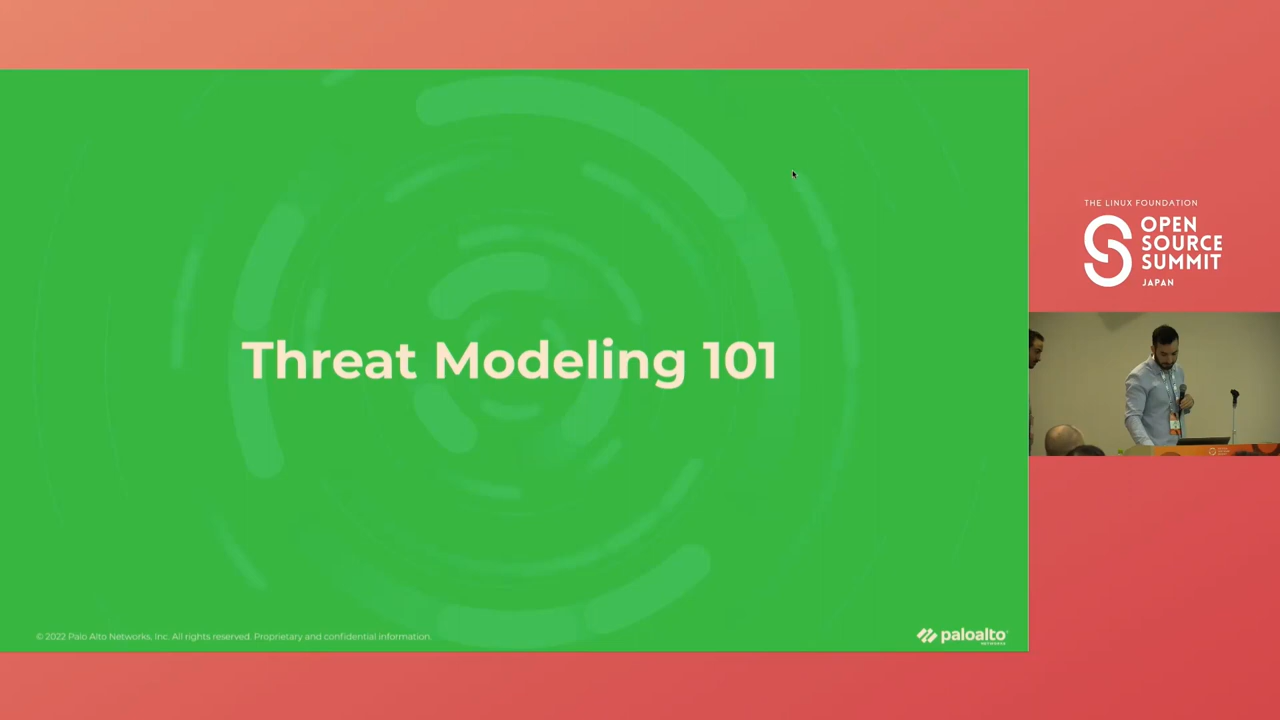 Threat Modeling 101
© 2022 Palo Alto Networks, Inc. All rights reserved. Proprietary and confidential information.
paloalto
NETWORKS
THE LINUX FOUNDATION
OPEN
SOURCE
SUMMIT
JAPAN